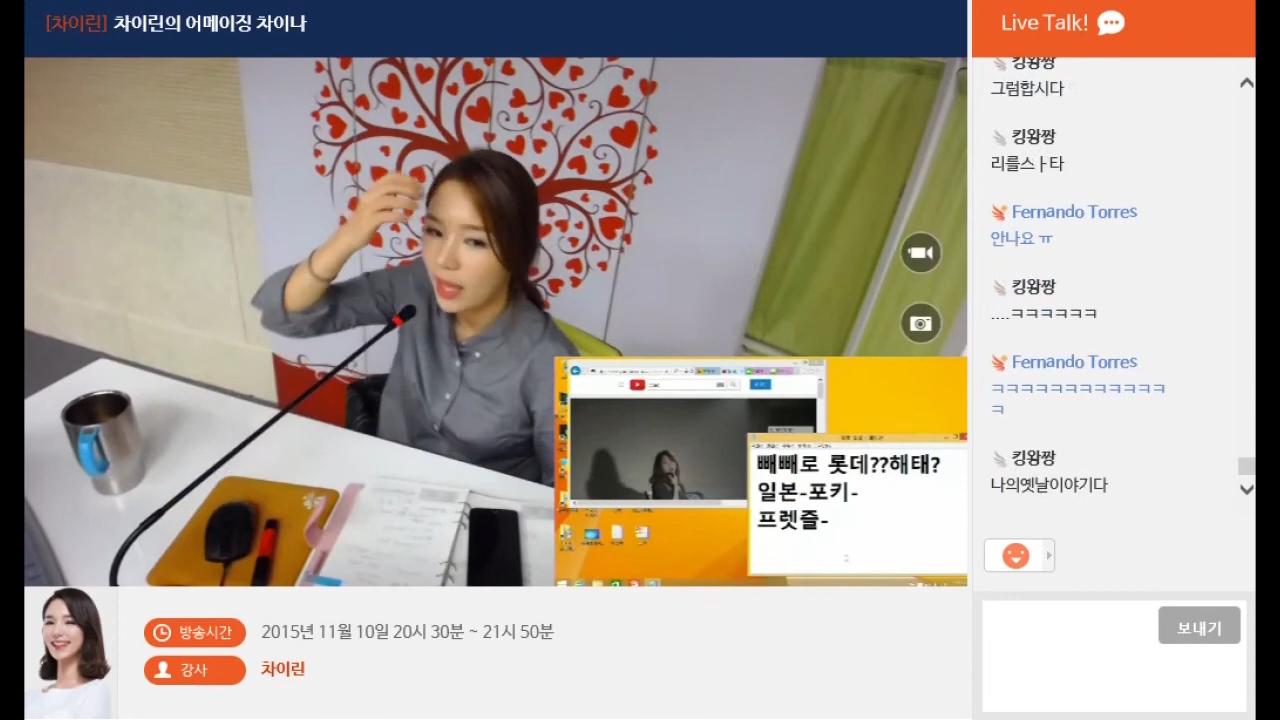 [차이린] 차이린의 어메이징 차이나
Live Talk!
킹왕짱
그럼합시다
킹왕짱
리를스ㅏ타
Fernando Torres
안나요 ㅠ
킹왕짱
....ㅋㅋㅋㅋㅋㅋ
Fernando Torres
ㅋㅋㅋㅋㅋㅋㅋㅋㅋㅋㅋㅋ
ㅋ
킹왕짱
나의옛날이야기다
빼빼로 롯데??해태?
일본-포키-
프렛즐-
방송시간 2015년 11월 10일 20시 30분 ~ 21시 50분
강사 차이린
보내기